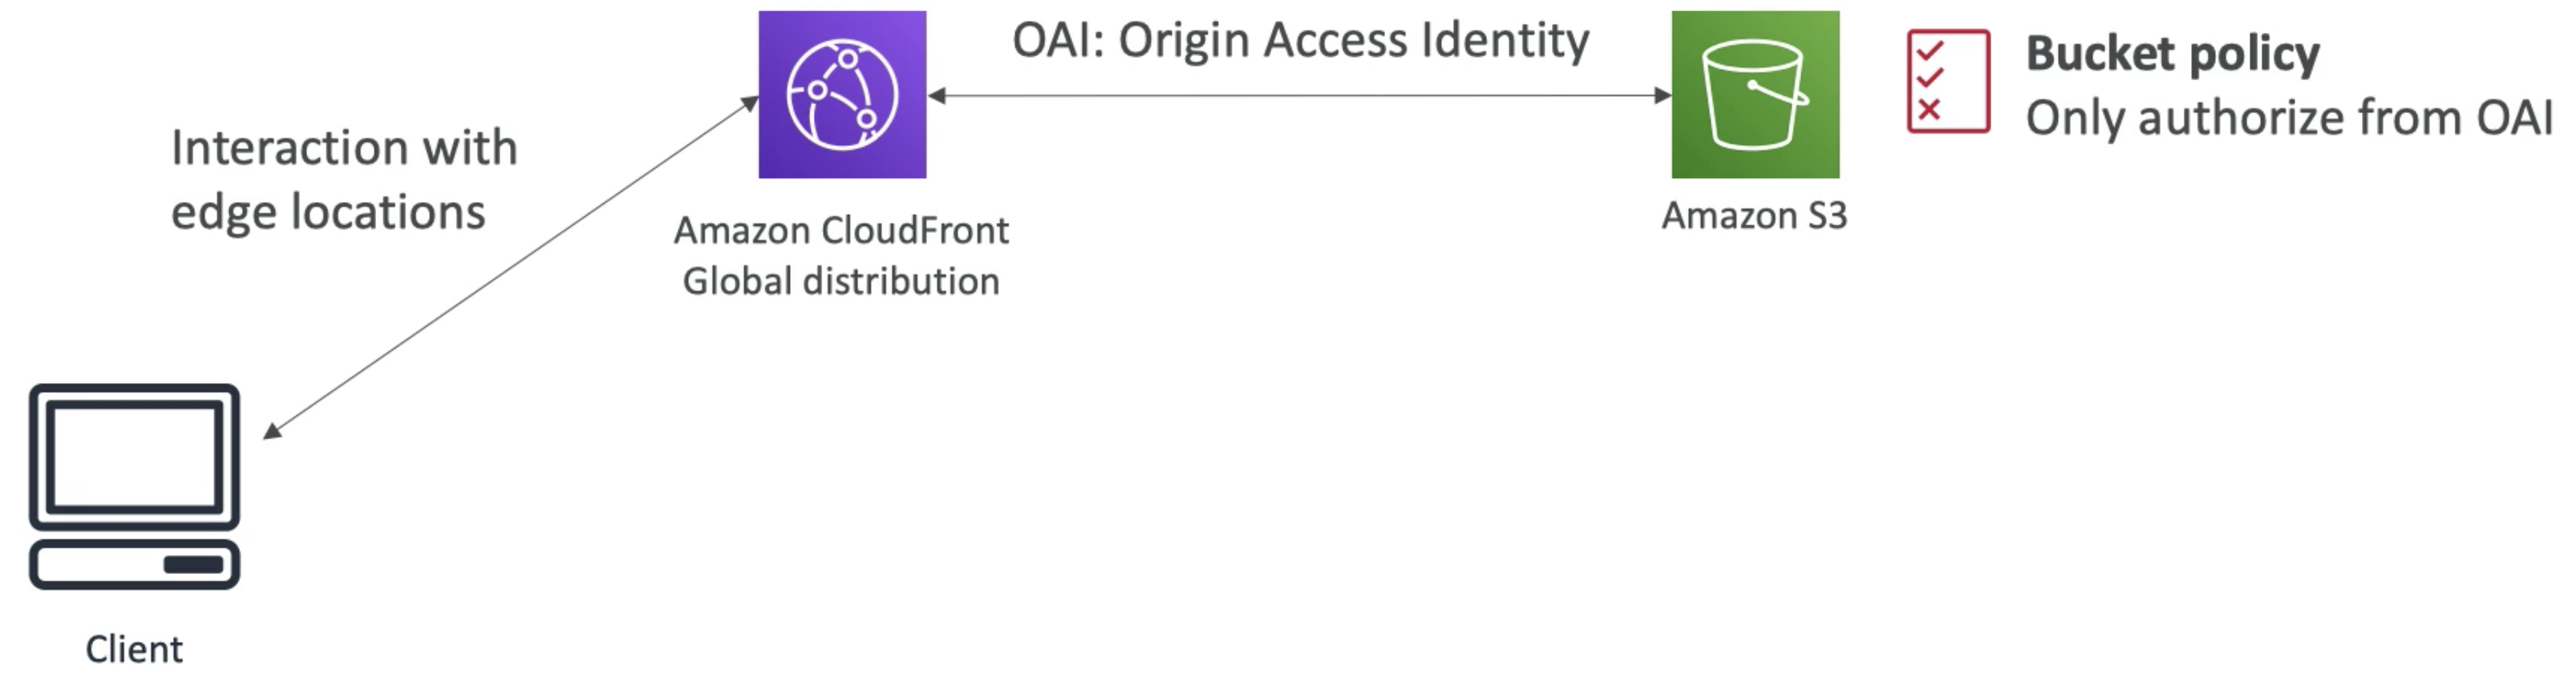 OAI: Origin Access Identity
Bucket policy
Only authorize from OAI
Interaction with
edge locations
Amazon CloudFront
Global distribution
Amazon S3
Client